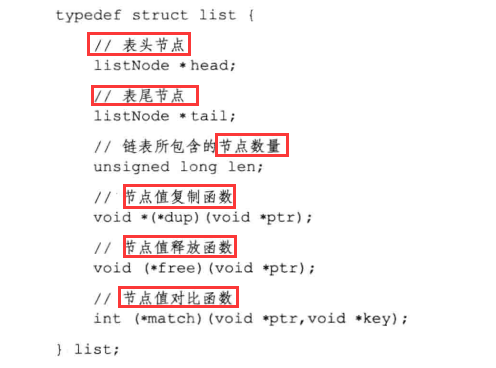 typedef struct list {
// 表头节点
listNode *head;
// 表尾节点
listNode *tail;
// 链表所包含的节点数量
unsigned long len;
// 节点值复制函数
void *(*dup)(void *ptr);
// 节点值释放函数
void (*free)(void *ptr);
// 节点值对比函数
int (*match)(void *ptr,void *key);
} list;